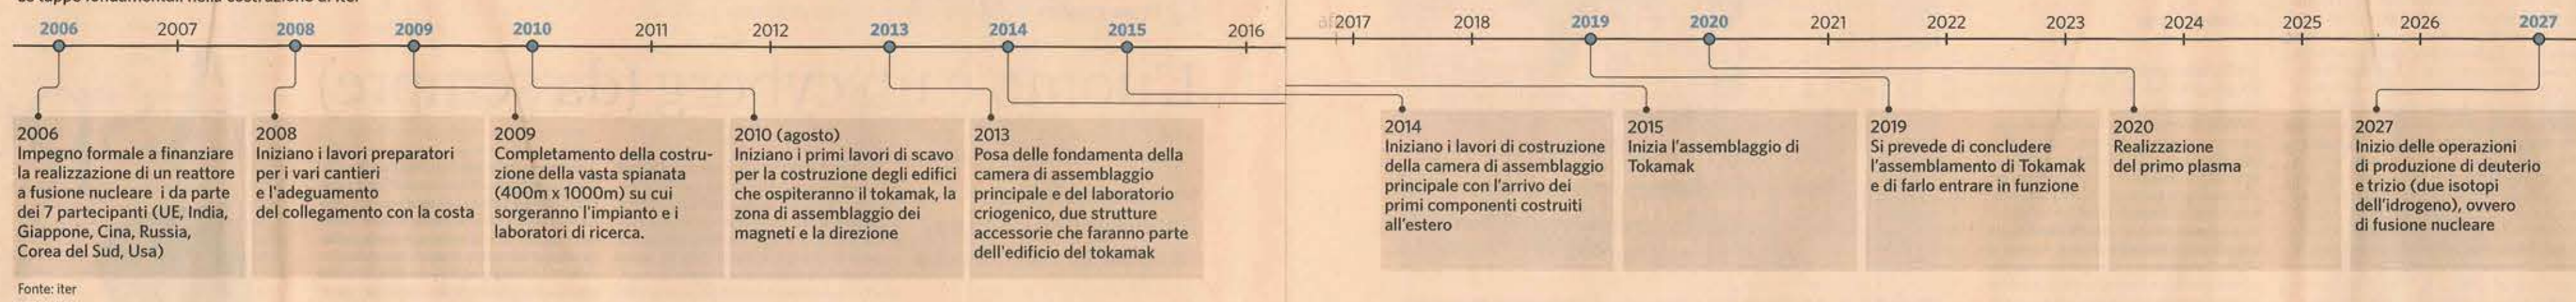 2006 2007 2008 2009 2010 2011 2012 2013 2014 2015 2016 2017 2018 2019 2020 2021 2022 2023 2024 2025 2026 2027
2006
Impegno formale a finanziare
la realizzazione di un reattore
a fusione nucleare i da parte
dei 7 partecipanti (UE, India,
Giappone, Cina, Russia,
Corea del Sud, Usa)
2008
Iniziano i lavori preparatori
per i vari cantieri
e l'adeguamento
del collegamento con la costa
2009
Completamento della costru-
zione della vasta spianata
(400m x 1000m) su cui
sorgeranno l'impianto e i
laboratori di ricerca.
2010 (agosto)
Iniziano i primi lavori di scavo
per la costruzione degli edifici
che ospiteranno il tokamak, la
zona di assemblaggio dei
magneti e la direzione
2013
Posa delle fondamenta della
camera di assemblaggio
principale e del laboratorio
criogenico, due strutture
accessorie che faranno parte
dell'edificio del tokamak
2014
Iniziano i lavori di costruzione
della camera di assemblaggio
principale con l'arrivo dei
primi componenti costruiti
all'estero
2015
Inizia l'assemblaggio di
Tokamak
2019
Si prevede di concludere
l'assemblamento di Tokamak
e di farlo entrare in funzione
2020
Realizzazione
del primo plasma
2027
Inizio delle operazioni
di produzione di deuterio
e trizio (due isotopi
dell'idrogeno), ovvero
di fusione nucleare
Fonte: iter